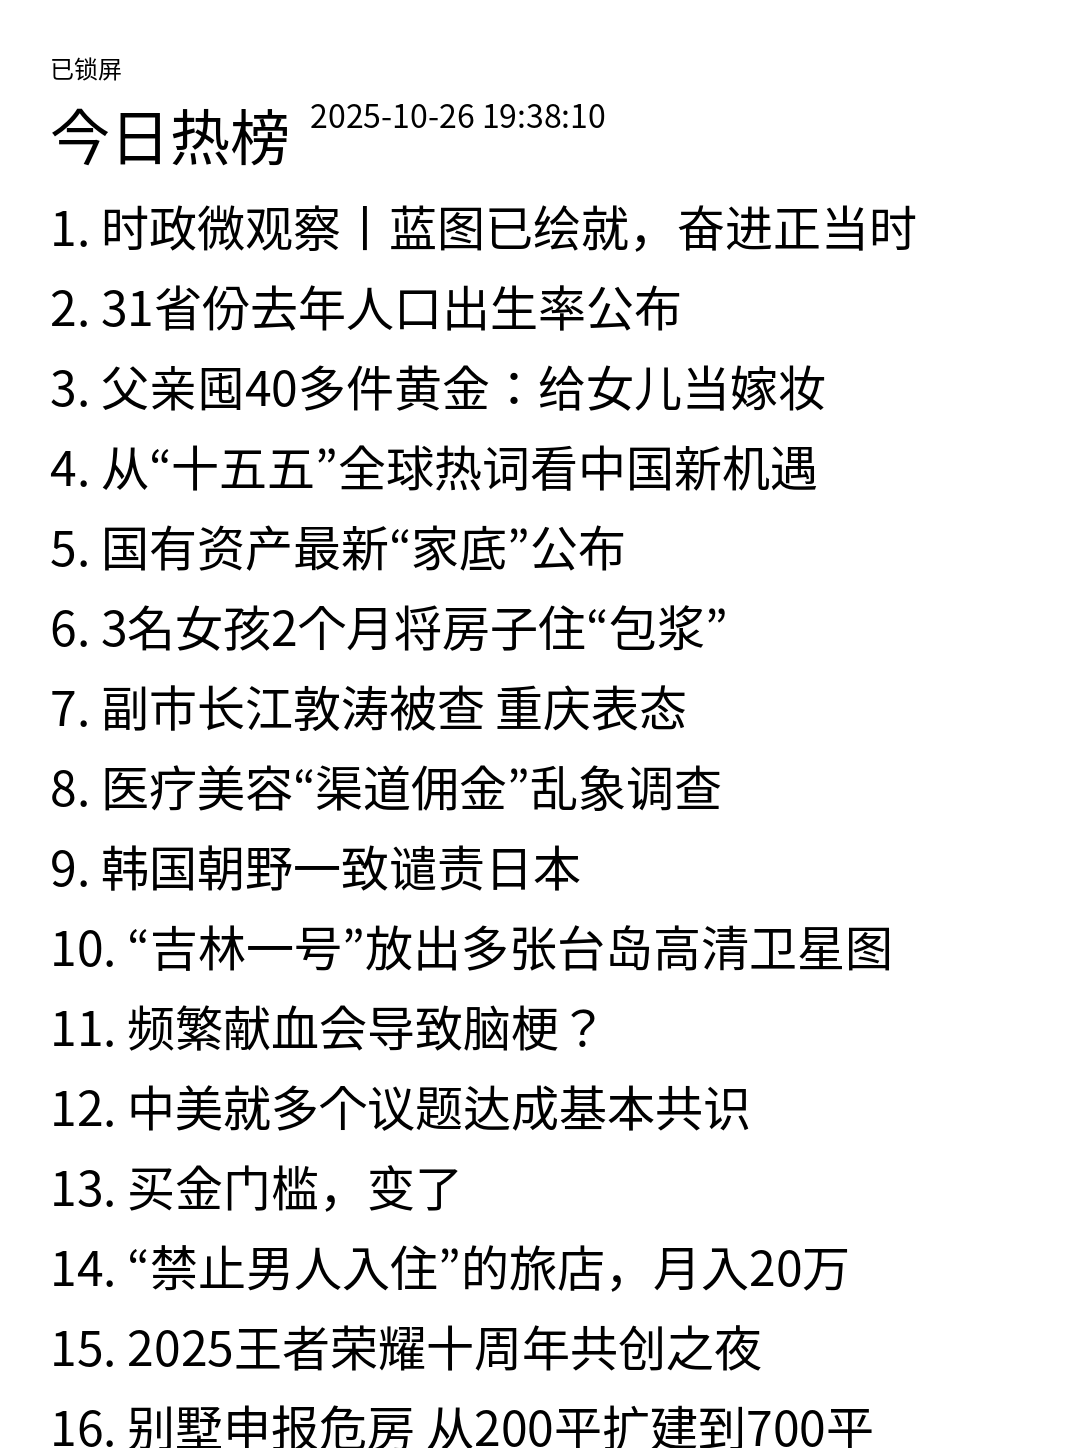 已锁屏
今日热榜 2025-10-26 19:38:10
1. 时政微观察丨蓝图已绘就，奋进正当时
2. 31省份去年人口出生率公布
3. 父亲囤40多件黄金：给女儿当嫁妆
4. 从“十五五”全球热词看中国新机遇
5. 国有资产最新“家底”公布
6. 3名女孩2个月将房子住“包浆”
7. 副市长江敦涛被查 重庆表态
8. 医疗美容“渠道佣金”乱象调查
9. 韩国朝野一致谴责日本
10. “吉林一号”放出多张台岛高清卫星图
11. 频繁献血会导致脑梗？
12. 中美就多个议题达成基本共识
13. 买金门槛，变了
14. “禁止男人入住”的旅店，月入20万
15. 2025王者荣耀十周年共创之夜
16. 别墅申报危房 从200平扩建到700平